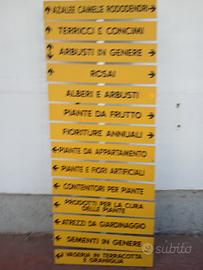 AZALEE CAMELIE RODODENDRI
TERRICCI E CONCIMI
ARBUSTI IN GENERE
ROSAI
ALBERI E ARBUSTI
PIANTE DA FRUTTO
FIORITURE ANNUALI
PIANTE DA APPARTAMENTO
PIANTE E FIORI ARTIFICIALI
CONTENITORI PER PIANTE
PRODOTTI PER LA CURA
DELLE PIANTE
ATREZZI DA GIARDINAGGIO
SEMENTI IN GENERE
VASERIA IN TERRACOTTA
E GRANIGLIA
subito